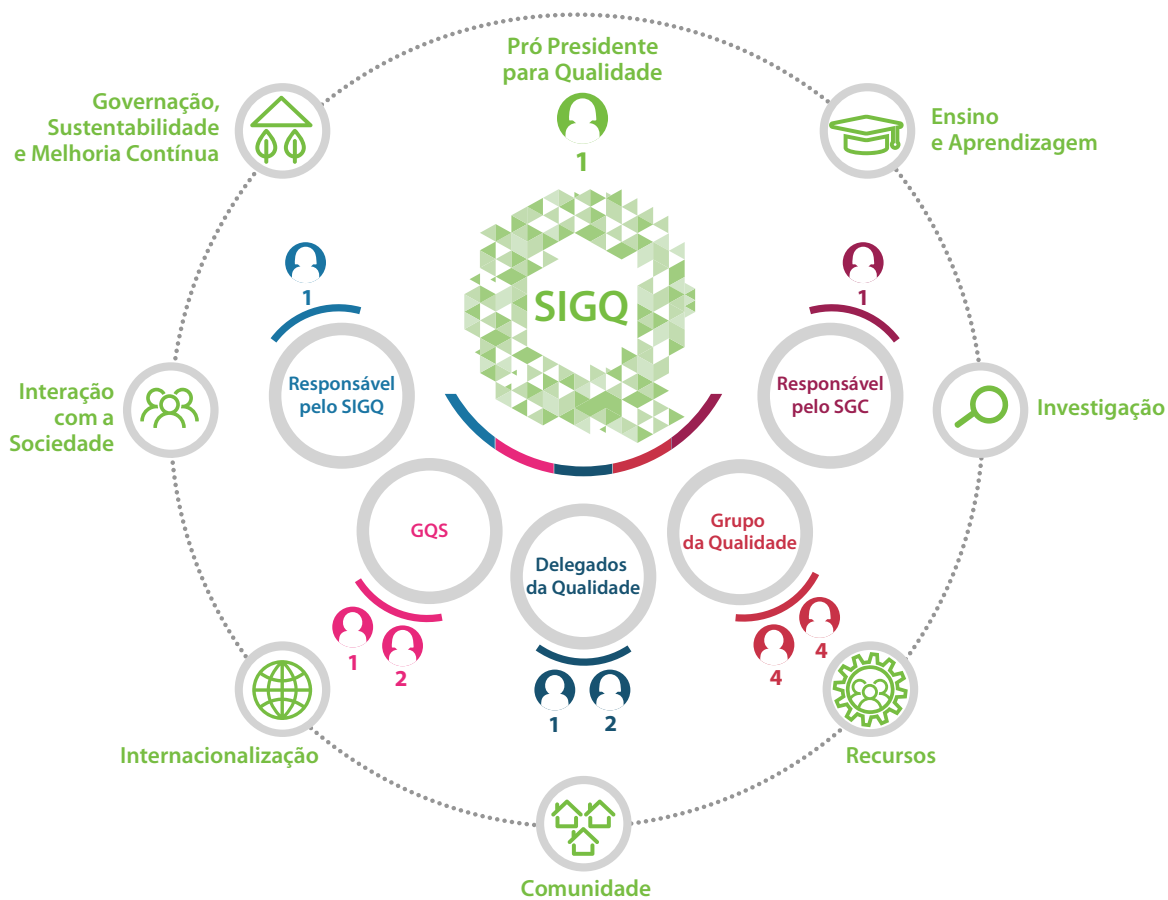 Pró Presidente
para Qualidade
1
Governação,
Sustentabilidade
e Melhoria Contínua
Ensino
e Aprendizagem
SIGQ
1
Responsável
pelo SIGQ
1
Responsável
pelo SGC
Interação
com a
Sociedade
Investigação
GQS
1
2
Delegados
da Qualidade
1
2
Grupo
da Qualidade
4
4
Internacionalização
Recursos
Comunidade